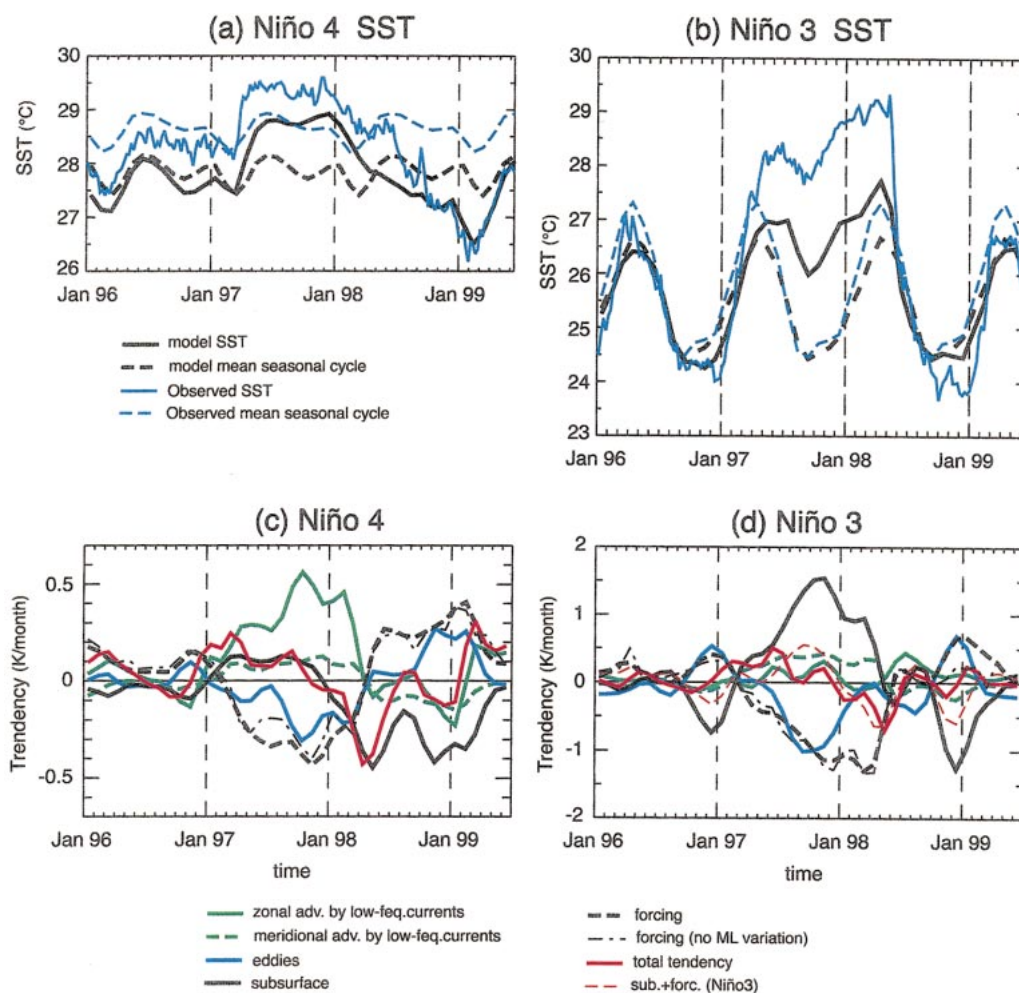 (a) Niño 4 SST
30
29
28
27
26
SST (°C)
Jan 96 Jan 97 Jan 98 Jan 99
model SST
model mean seasonal cycle
Observed SST
Observed mean seasonal cycle
(b) Niño 3 SST
30
29
28
27
26
25
24
23
SST (°C)
Jan 96 Jan 97 Jan 98 Jan 99
(c) Niño 4
0.5
0
-0.5
Trendency (K/month)
Jan 96 Jan 97 Jan 98 Jan 99
time
(d) Niño 3
2
1
0
-1
-2
Trendency (K/month)
Jan 96 Jan 97 Jan 98 Jan 99
time
zonal adv. by low-feq.currents
meridional adv. by low-feq.currents
eddies
subsurface
forcing
forcing (no ML variation)
total tendency
sub.+forc. (Niño3)